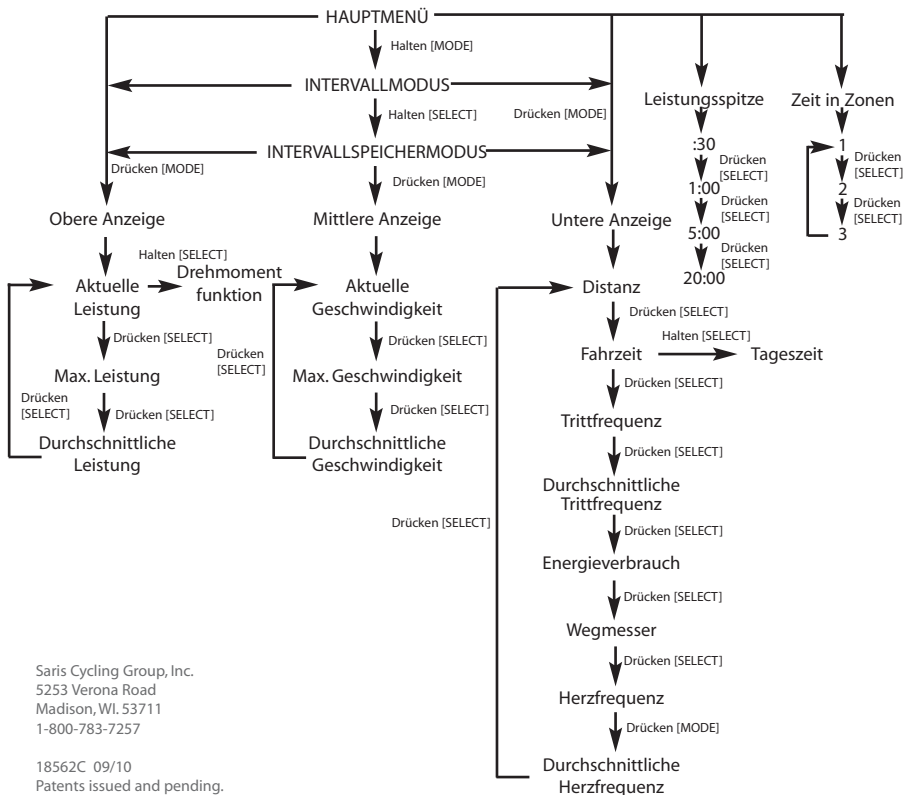 HAUPTMENÜ
Halten [MODE]
INTERVALLMODUS
Halten [SELECT]
INTERVALLSPEICHERMODUS
Drücken [MODE]
Drücken [MODE]
Drücken [MODE]
Obere Anzeige
Halten [SELECT]
Aktuelle
Leistung
Drehmoment
funktion
Drücken [SELECT]
Max. Leistung
Drücken
[SELECT]
Drücken [SELECT]
Durchschnittliche
Leistung
Mittlere Anzeige
Aktuelle
Geschwindigkeit
Drücken [SELECT]
Drücken
[SELECT]
Max. Geschwindigkeit
Drücken [SELECT]
Durchschnittliche
Geschwindigkeit
Untere Anzeige
Distanz
Drücken [SELECT]
Halten [SELECT]
Fahrzeit
Tageszeit
Drücken [SELECT]
Trittfrequenz
Drücken [SELECT]
Durchschnittliche
Trittfrequenz
Drücken [SELECT]
Drücken [SELECT]
Energieverbrauch
Drücken [SELECT]
Wegmesser
Drücken [SELECT]
Herzfrequenz
Drücken [MODE]
Durchschnittliche
Herzfrequenz
Leistungsspitze
:30
Drücken
[SELECT]
1:00
Drücken
[SELECT]
5:00
Drücken
[SELECT]
20:00
Zeit in Zonen
1
Drücken
[SELECT]
2
Drücken
[SELECT]
3
Saris Cycling Group, Inc.
5253 Verona Road
Madison, WI. 53711
1-800-783-7257
18562C 09/10
Patents issued and pending.